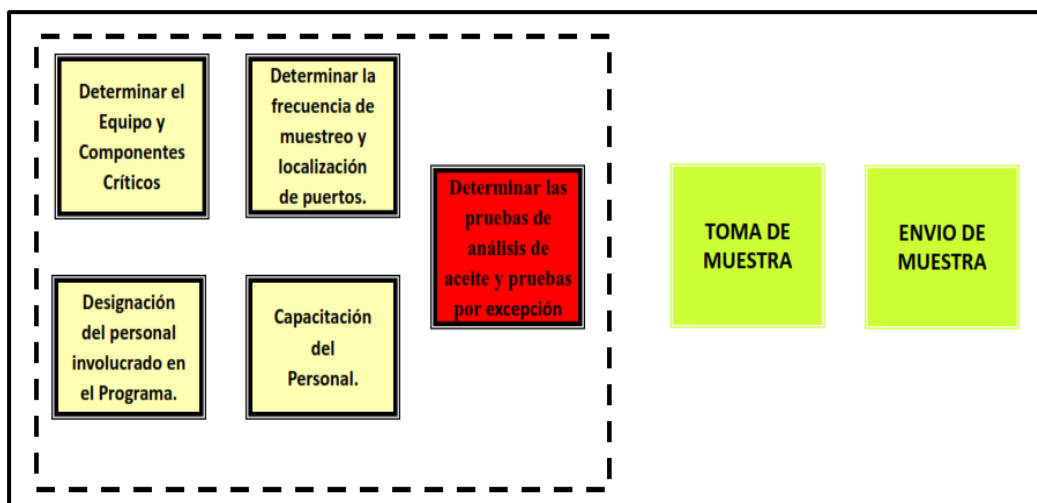 Determinar el
Equipo y
Componentes
Críticos
Determinar la
frecuencia de
muestreo y
localización
de puertos.
Designación
del personal
involucrado en
el Programa.
Capacitación
del
Personal.
Determinar las
pruebas de
análisis de
aceite y pruebas
por excepción
TOMA DE
MUESTRA
ENVIO DE
MUESTRA